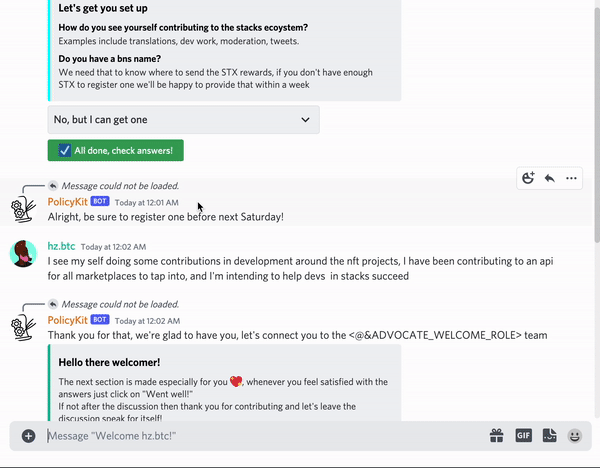 Let's get you set up
How do you see yourself contributing to the stacks ecoystem?
Examples include translations, dev work, moderation, tweets.
Do you have a bns name?
We need that to know where to send the STX rewards, if you don't have enough
STX to register one we'll be happy to provide that within a week
No, but I can get one
All done, check answers!
Message could not be loaded.
PolicyKit BOT Today at 12:01 AM
Alright, be sure to register one before next Saturday!
hz.btc Today at 12:02 AM
I see my self doing some contributions in development around the nft projects, I have been contributing to an api
for all marketplaces to tap into, and I'm intending to help devs in stacks succeed
Message could not be loaded.
PolicyKit BOT Today at 12:02 AM
Thank you for that, we're glad to have you, let's connect you to the <@&ADVOCATE_WELCOME_ROLE> team
Hello there welcomer!
The next section is made especially for you 💘, whenever you feel satisfied with the
answers just click on "Went well!"
If not after the discussion then thank you for contributing and let's leave the
discussion speak for itself!
Message "Welcome hz.btc!"
GIF